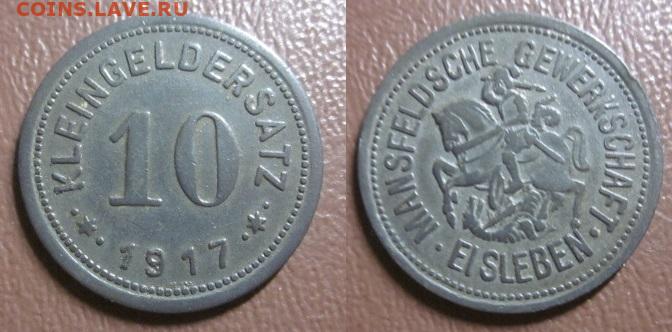 COINS.LAVE.RU
KLEINGELDERSATZ
10
· * · 1917 · * ·
MANSFELDSCHE GEWERKSCHAFT
· EISLEBEN ·